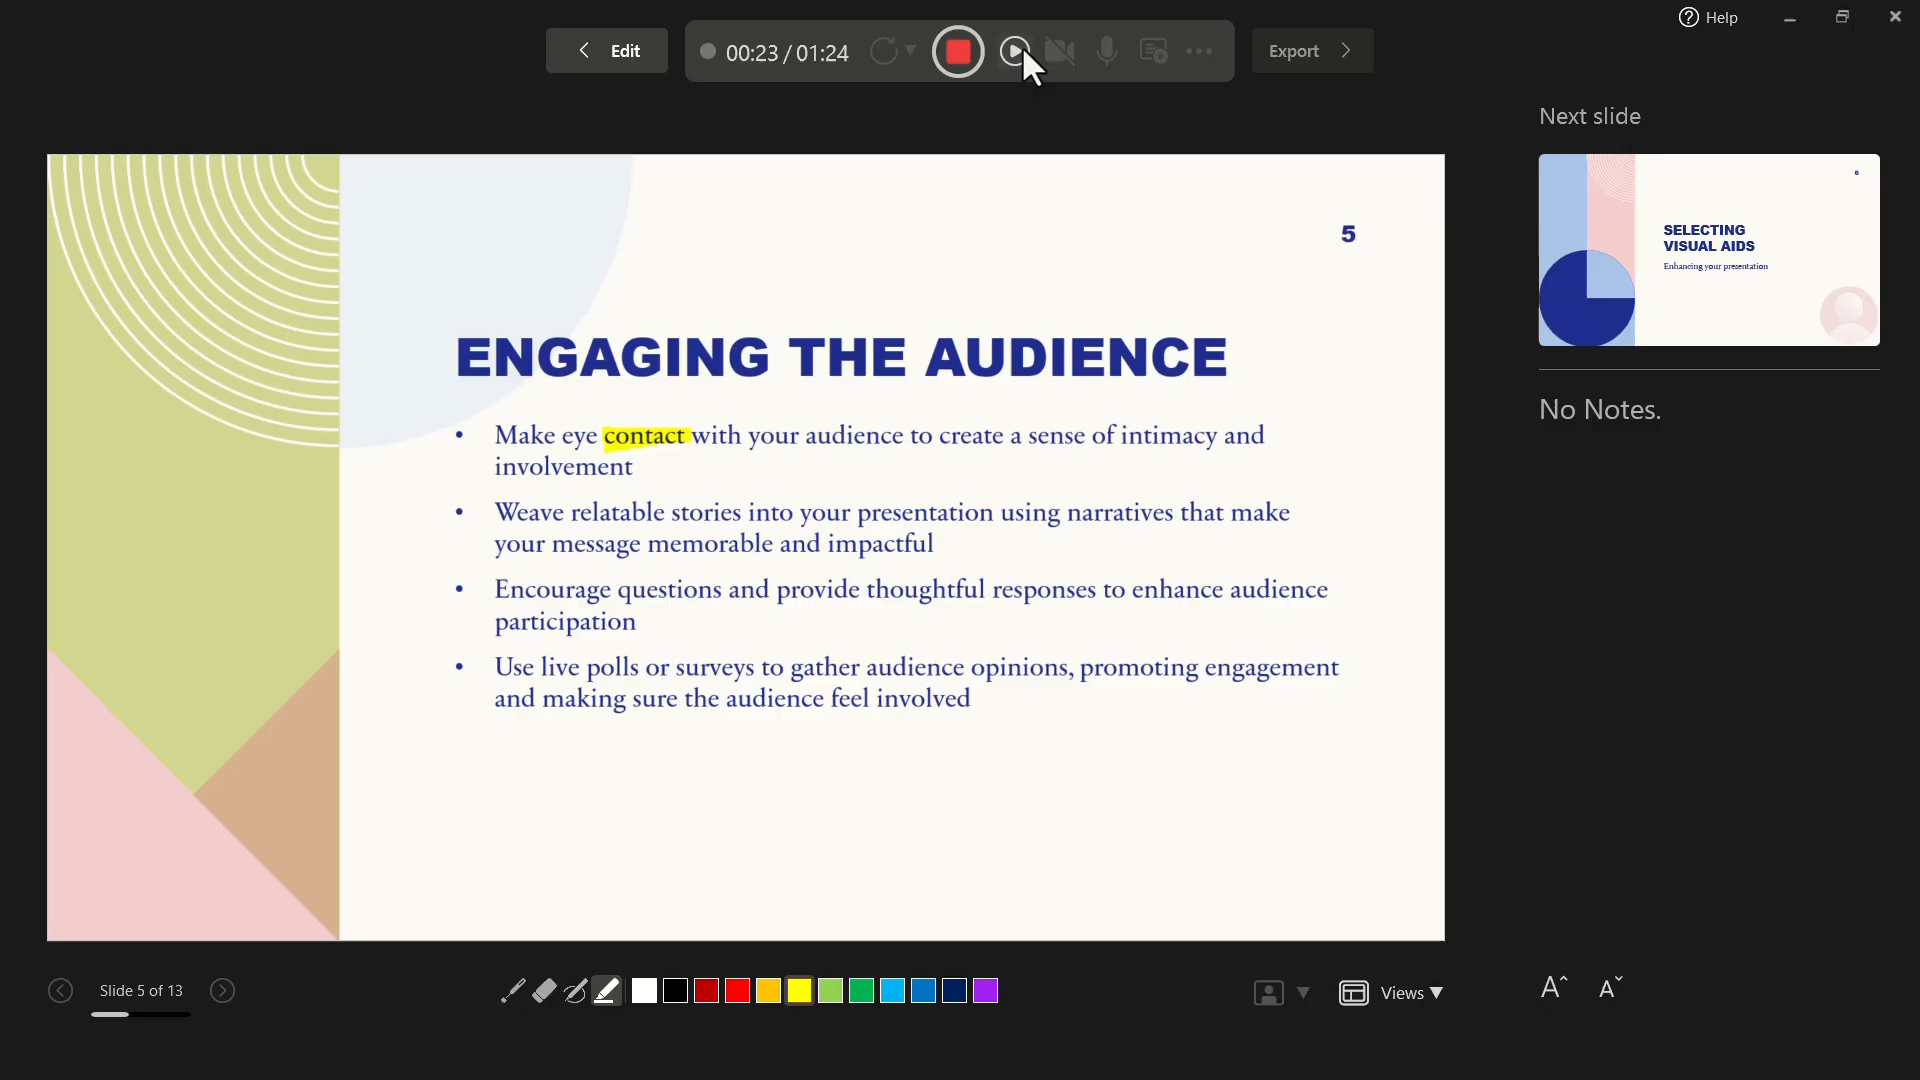 Help
Edit
00:23 / 01:24
Export
Next slide
5
ENGAGING THE AUDIENCE
• Make eye contact with your audience to create a sense of intimacy and
involvement
• Weave relatable stories into your presentation using narratives that make
your message memorable and impactful
• Encourage questions and provide thoughtful responses to enhance audience
participation
• Use live polls or surveys to gather audience opinions, promoting engagement
and making sure the audience feel involved
6
SELECTING
VISUAL AIDS
Enhancing your presentation
No Notes.
Slide 5 of 13
Views
A A